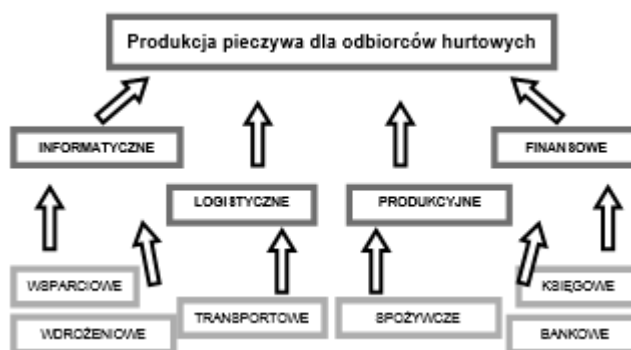 Produkcja pieczywa dla odbiorców hurtowych
INFORMATYCZNE
FINANSOWE
LOGISTYCZNE
PRODUKCYJNE
WSPARCIOWE
KSIĘGOWE
TRANSPORTOWE
SPOŻYWCZE
WDROŻENIOWE
BANKOWE